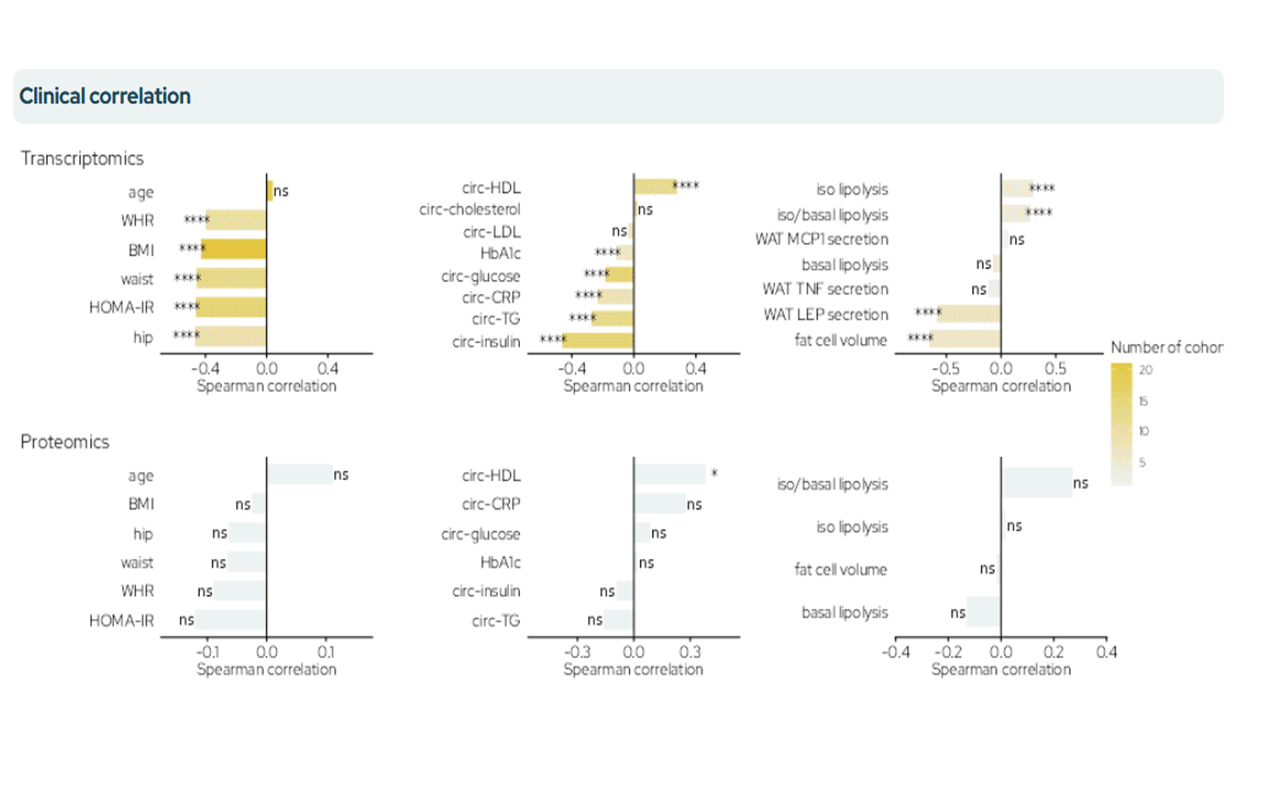 Clinical correlation
Transcriptomics
age
ns
WHR
****
BMI
****
waist
****
HOMA-IR
****
hip
****
-0.4 0.0 0.4
Spearman correlation
circ-HDL
****
circ-cholesterol
ns
circ-LDL
ns
HbA1c
****
circ-glucose
****
circ-CRP
****
circ-TG
****
circ-insulin
****
-0.4 0.0 0.4
Spearman correlation
iso lipolysis
****
iso/basal lipolysis
****
WAT MCP1 secretion
ns
basal lipolysis
ns
WAT TNF secretion
ns
WAT LEP secretion
****
fat cell volume
****
-0.5 0.0 0.5
Spearman correlation
Number of cohor
20
15
10
5
Proteomics
age
ns
BMI
ns
hip
ns
waist
ns
WHR
ns
HOMA-IR
ns
-0.1 0.0 0.1
Spearman correlation
circ-HDL
*
circ-CRP
ns
circ-glucose
ns
HbA1c
ns
circ-insulin
ns
circ-TG
ns
-0.3 0.0 0.3
Spearman correlation
iso/basal lipolysis
ns
iso lipolysis
ns
fat cell volume
ns
basal lipolysis
ns
-0.4 -0.2 0.0 0.2 0.4
Spearman correlation